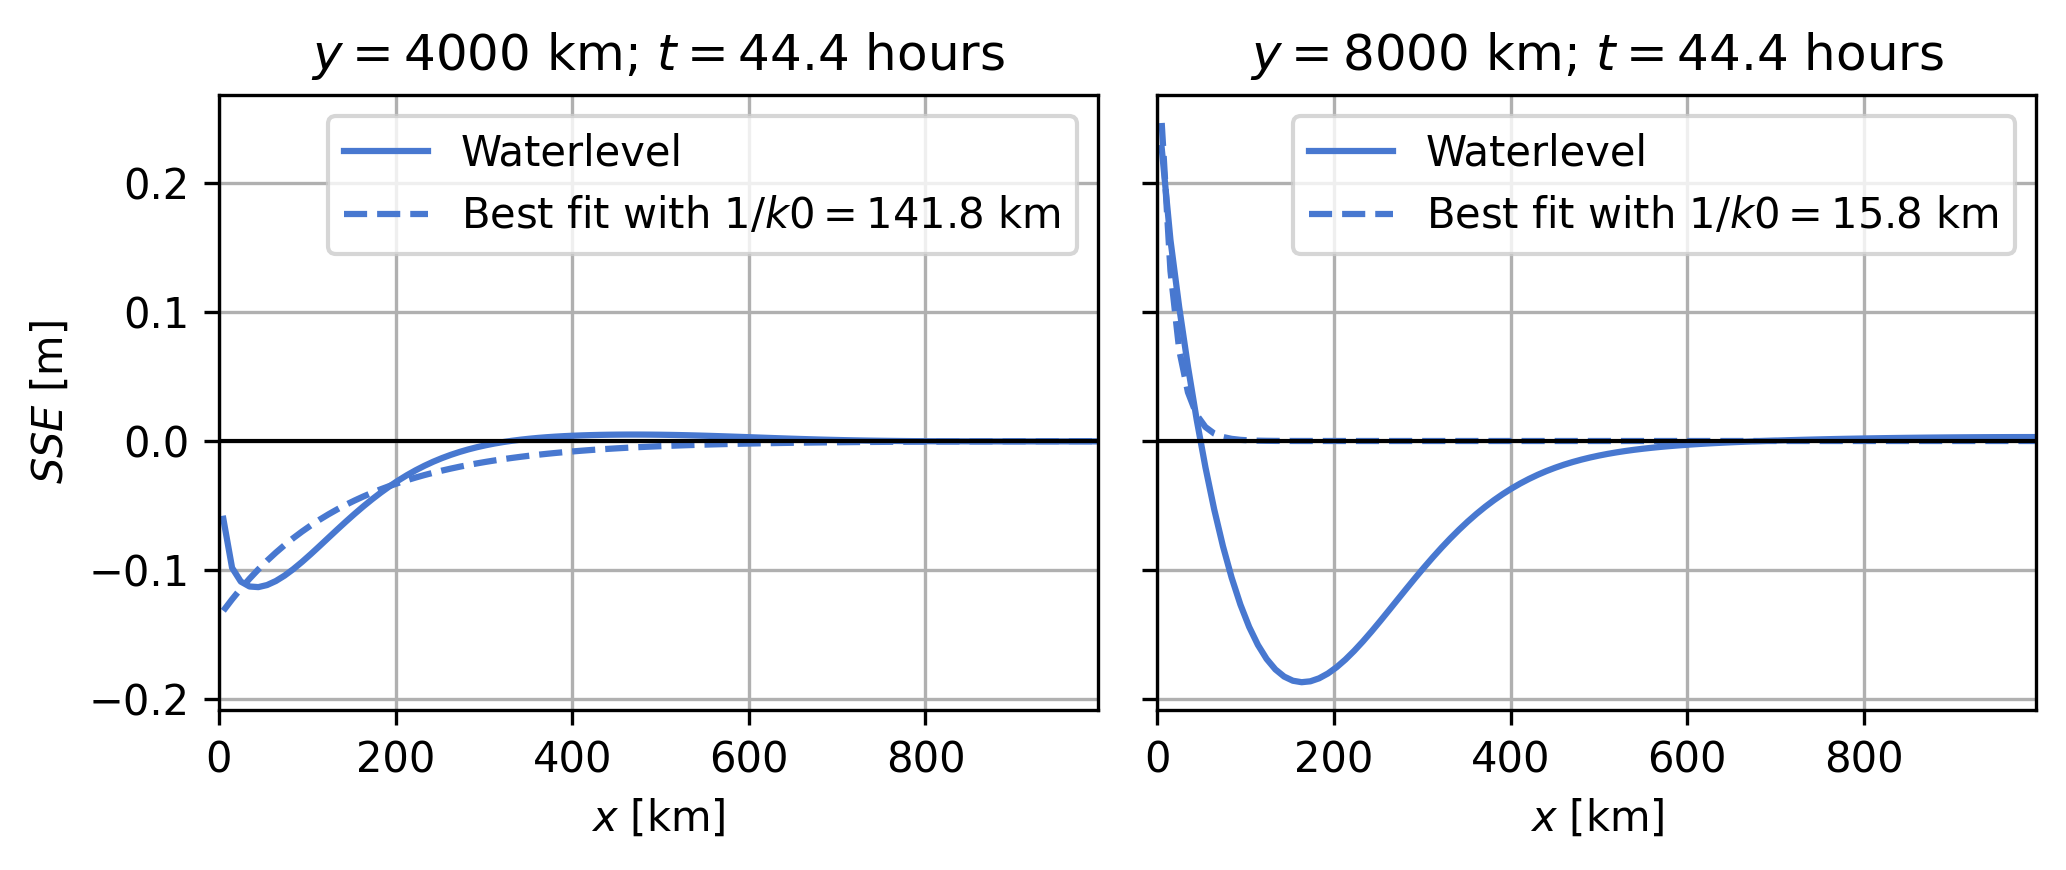 y = 4000 km; t = 44.4 hours
Waterlevel
Best fit with 1/k0 = 141.8 km
SSE [m]
0.2
0.1
0.0
−0.1
−0.2
0 200 400 600 800
x [km]
y = 8000 km; t = 44.4 hours
Waterlevel
Best fit with 1/k0 = 15.8 km
0 200 400 600 800
x [km]